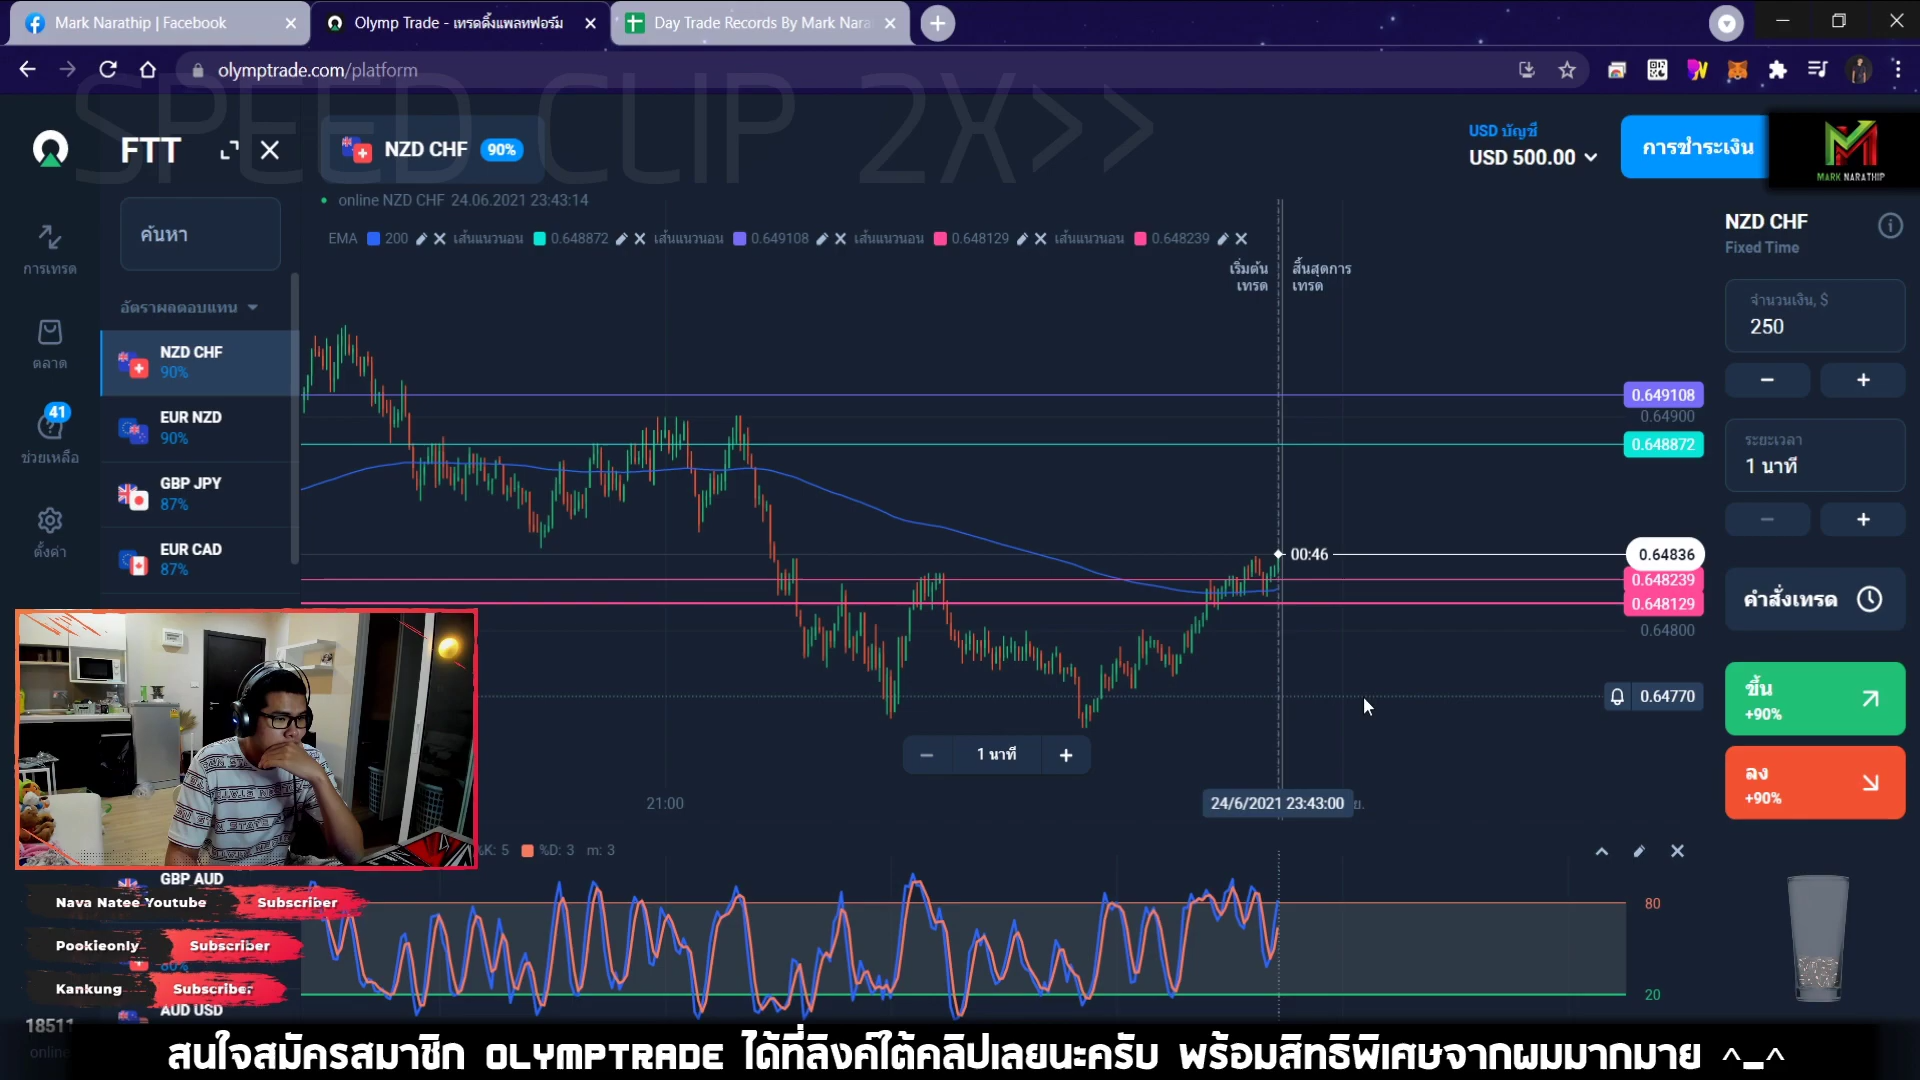 Mark Narathip | Facebook
Olymp Trade - เทรดดิ้งแพลทฟอร์ม
Day Trade Records By Mark Nara
olymptrade.com/platform
SPEED CLIP 2X>>
FTT
NZD CHF 90%
USD บัญชี
USD 500.00
การชำระเงิน
MARK NARATHIP
online NZD CHF 24.06.2021 23:43:14
EMA 200 เส้นแนวนอน 0.648872 เส้นแนวนอน 0.649108 เส้นแนวนอน 0.648129 เส้นแนวนอน 0.648239
ค้นหา
การเทรด
ตลาด
41
ช่วยเหลือ
ตั้งค่า
อัตราผลตอบแทน
NZD CHF
90%
EUR NZD
90%
GBP JPY
87%
EUR CAD
87%
เริ่มต้น
เทรด
สิ้นสุดการ
เทรด
0.649108
0.64900
0.648872
00:46
0.64836
0.648239
0.648129
0.64800
0.64770
1 นาที
21:00
24/6/2021 23:43:00
NZD CHF
Fixed Time
จำนวนเงิน, $
250
ระยะเวลา
1 นาที
คำสั่งเทรด
ขึ้น
+90%
ลง
+90%
%K: 5 %D: 3 m: 3
80
20
GBP AUD
Nava Natee Youtube Subscriber
Pookieonly Subscriber
80%
Kankung Subscriber
AUD USD
18511
online
สนใจสมัครสมาชิก OLYMPTRADE ได้ที่ลิงค์ใต้คลิปเลยนะครับ พร้อมสิทธิพิเศษจากผมมากมาย ^_^